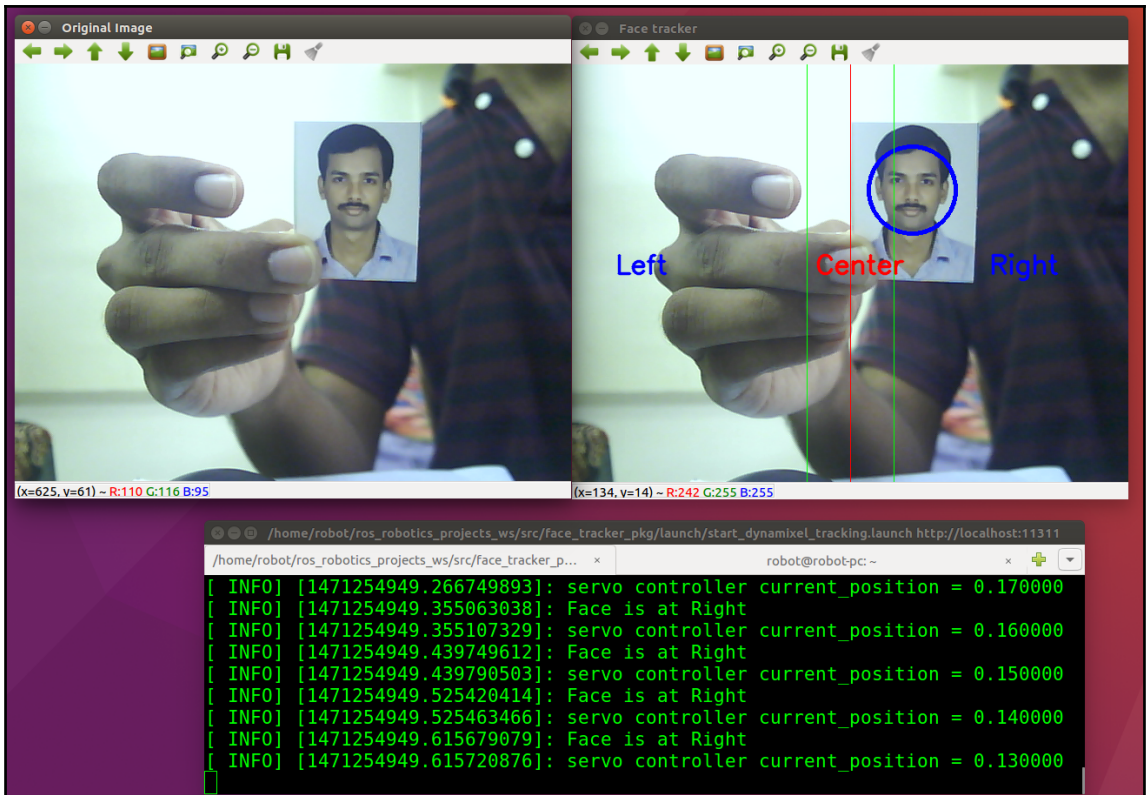 Original Image
Face tracker
Left
Center
Right
(x=625, y=61) ~ R:110 G:116 B:95
(x=134, y=14) ~ R:242 G:255 B:255
/home/robot/ros_robotics_projects_ws/src/face_tracker_pkg/launch/start_dynamixel_tracking.launch http://localhost:11311
/home/robot/ros_robotics_projects_ws/src/face_tracker_p... ×
robot@robot-pc: ~ ×
[ INFO] [1471254949.266749893]: servo controller current_position = 0.170000
[ INFO] [1471254949.355063038]: Face is at Right
[ INFO] [1471254949.355107329]: servo controller current_position = 0.160000
[ INFO] [1471254949.439749612]: Face is at Right
[ INFO] [1471254949.439790503]: servo controller current_position = 0.150000
[ INFO] [1471254949.525420414]: Face is at Right
[ INFO] [1471254949.525463466]: servo controller current_position = 0.140000
[ INFO] [1471254949.615679079]: Face is at Right
[ INFO] [1471254949.615720876]: servo controller current_position = 0.130000